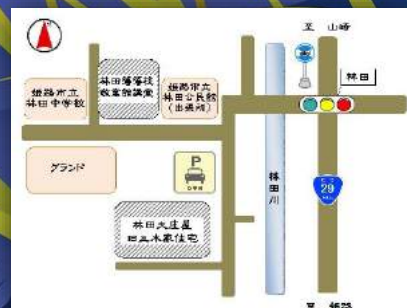 至 山崎
林田
林田藩藩校
敬業館講堂
姫路市立
林田公民館
(出張所)
姫路市立
林田中学校
グランド
P
林田川
29
林田大庄屋
旧三木家住宅
至 姫路